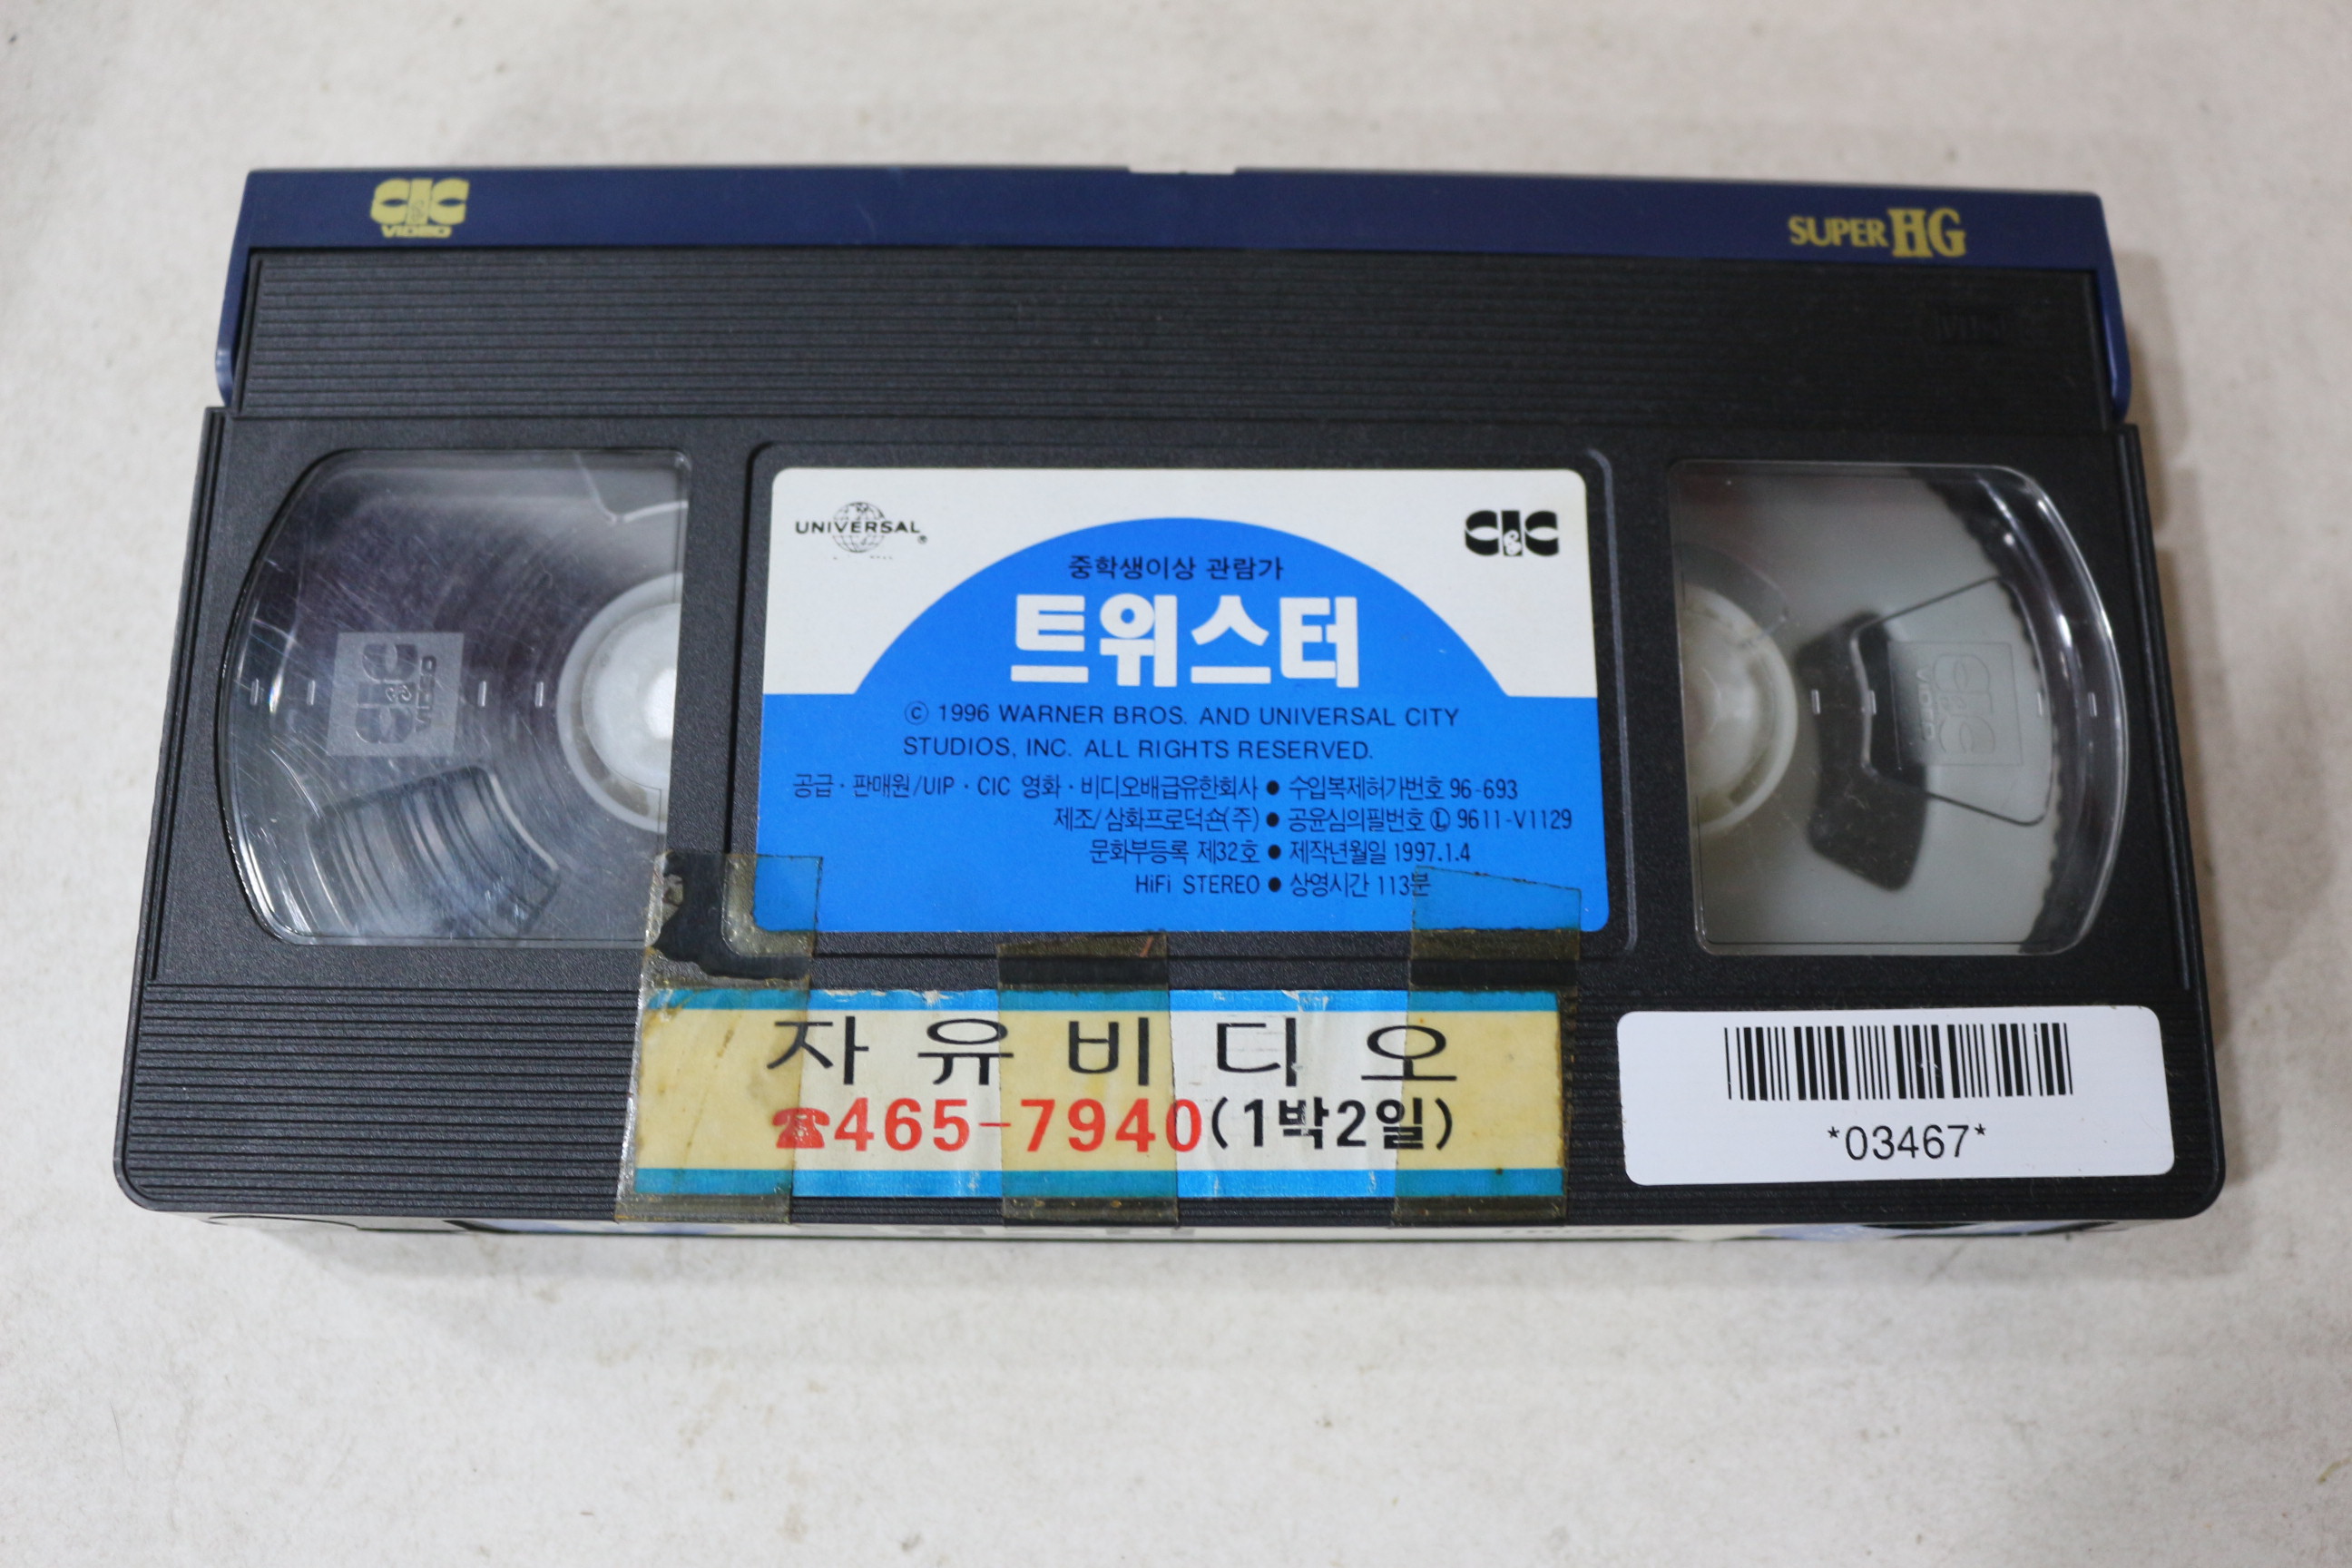 CIC VIDEO
SUPER HG
UNIVERSAL
CIC
중학생이상 관람가
트위스터
© 1996 WARNER BROS. AND UNIVERSAL CITY
STUDIOS, INC. ALL RIGHTS RESERVED.
공급·판매원/UIP·CIC 영화·비디오배급유한회사 ● 수입복제허가번호 96-693
제조/삼화프로덕숀(주) ● 공윤심의필번호 Ⓛ 9611-V1129
문화부등록 제32호 ● 제작년월일 1997.1.4
HiFi STEREO ● 상영시간 113분
자유비디오
☎465-7940(1박2일)
*03467*